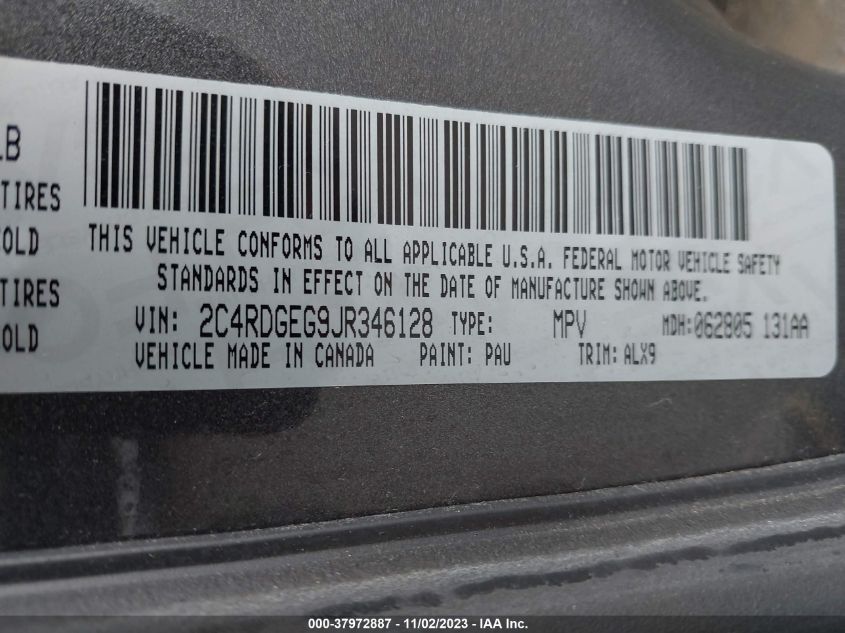 LB
TIRES
OLD
TIRES
OLD
THIS VEHICLE CONFORMS TO ALL APPLICABLE U.S.A. FEDERAL MOTOR VEHICLE SAFETY
STANDARDS IN EFFECT ON THE DATE OF MANUFACTURE SHOWN ABOVE.
VIN: 2C4RDGEG9JR346128 TYPE: MPV MDH:062805 131AA
VEHICLE MADE IN CANADA PAINT: PAU TRIM: ALX9
000-37972887 - 11/02/2023 - IAA Inc.